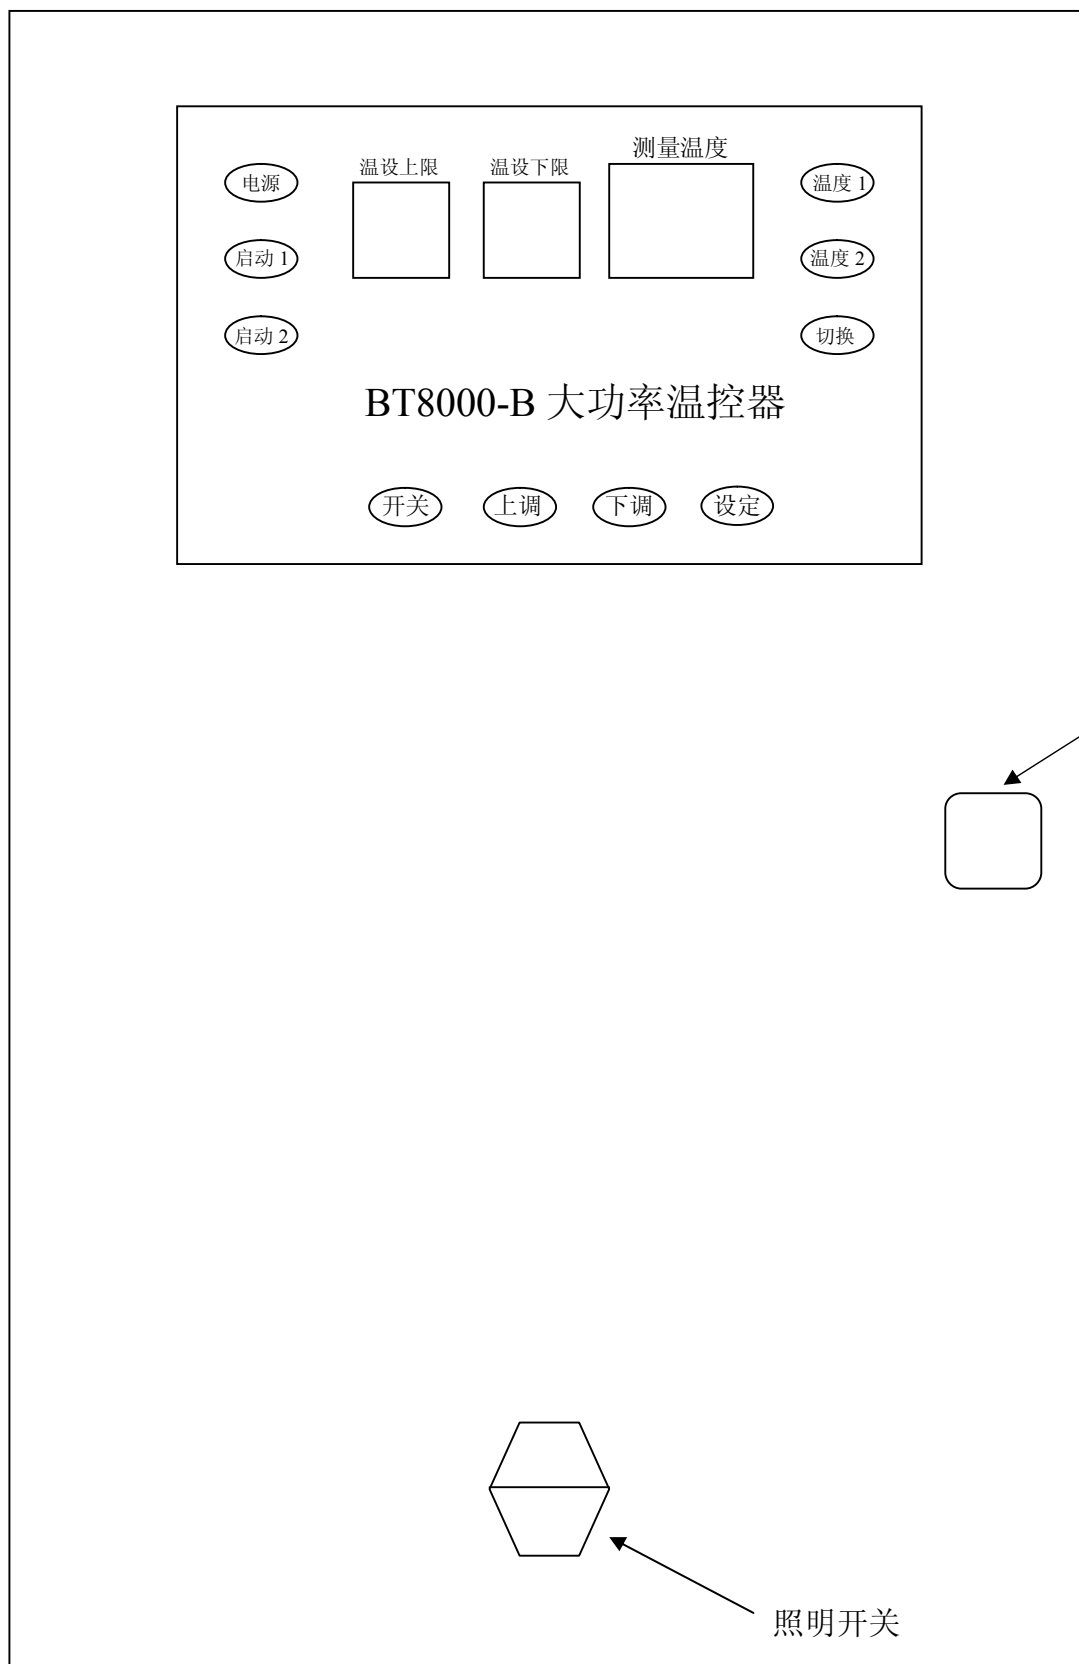 测量温度
温设上限 温设下限
电源 温度 1
启动 1 温度 2
启动 2 切换
BT8000-B 大功率温控器
开关 上调 下调 设定
照明开关